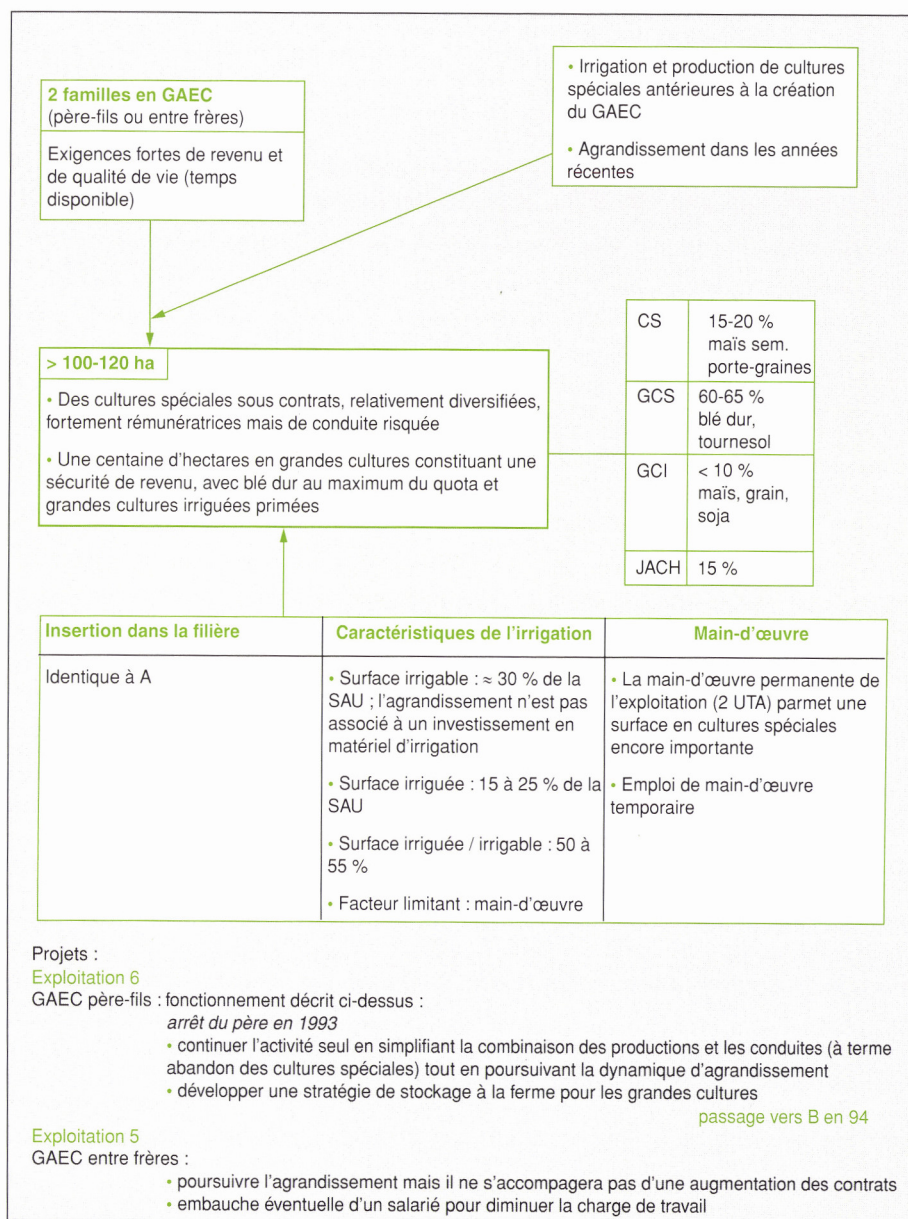 2 familles en GAEC
(père-fils ou entre frères)
Exigences fortes de revenu et
de qualité de vie (temps
disponible)
• Irrigation et production de cultures
spéciales antérieures à la création
du GAEC
• Agrandissement dans les années
récentes
> 100-120 ha
• Des cultures spéciales sous contrats, relativement diversifiées,
fortement rémunératrices mais de conduite risquée
• Une centaine d'hectares en grandes cultures constituant une
sécurité de revenu, avec blé dur au maximum du quota et
grandes cultures irriguées primées
CS 15-20 %
maïs sem.
porte-graines
GCS 60-65 %
blé dur,
tournesol
GCI < 10 %
maïs, grain,
soja
JACH 15 %
Insertion dans la filière
Identique à A
Caractéristiques de l'irrigation
• Surface irrigable : ≈ 30 % de la
SAU ; l'agrandissement n'est pas
associé à un investissement en
matériel d'irrigation
• Surface irriguée : 15 à 25 % de la
SAU
• Surface irriguée / irrigable : 50 à
55 %
• Facteur limitant : main-d'œuvre
Main-d'œuvre
• La main-d'œuvre permanente de
l'exploitation (2 UTA) parmet une
surface en cultures spéciales
encore importante
• Emploi de main-d'œuvre
temporaire
Projets :
Exploitation 6
GAEC père-fils : fonctionnement décrit ci-dessus :
arrêt du père en 1993
• continuer l'activité seul en simplifiant la combinaison des productions et les conduites (à terme
abandon des cultures spéciales) tout en poursuivant la dynamique d'agrandissement
• développer une stratégie de stockage à la ferme pour les grandes cultures
passage vers B en 94
Exploitation 5
GAEC entre frères :
• poursuivre l'agrandissement mais il ne s'accompagera pas d'une augmentation des contrats
• embauche éventuelle d'un salarié pour diminuer la charge de travail